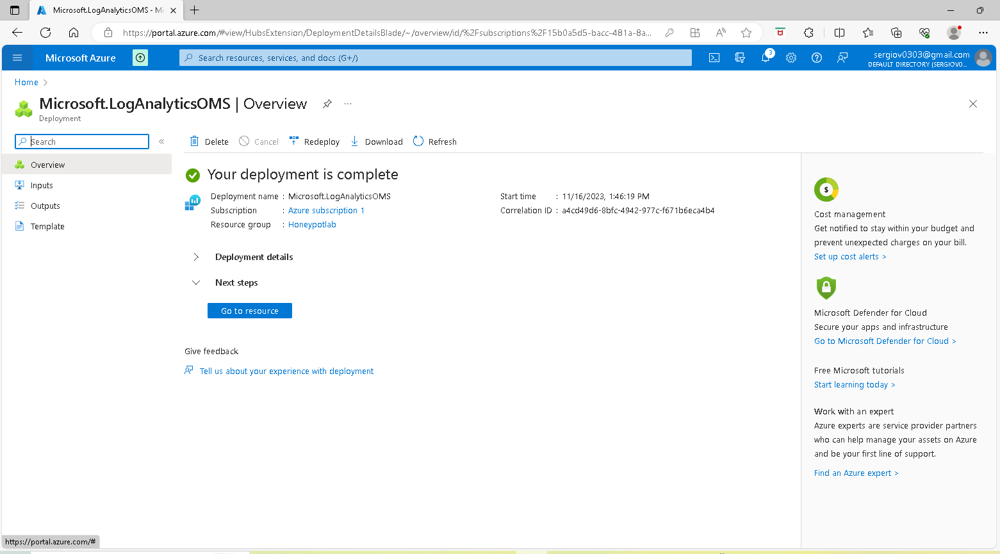 Microsoft.LogAnalyticsOMS - Mi
https://portal.azure.com/#view/HubsExtension/DeploymentDetailsBlade/~/overview/id/%2Fsubscriptions%2F15b0a5d5-bacc-481a-8a...
Microsoft Azure
Search resources, services, and docs (G+/)
3
sergiov0303@gmail.com
DEFAULT DIRECTORY (SERGIOV0...
Home
Microsoft.LogAnalyticsOMS | Overview
Deployment
Search
Delete
Cancel
Redeploy
Download
Refresh
Overview
Inputs
Outputs
Template
Your deployment is complete
Deployment name : Microsoft.LogAnalyticsOMS
Subscription : Azure subscription 1
Resource group : Honeypotlab
Start time : 11/16/2023, 1:46:19 PM
Correlation ID : a4cd49d6-8bfc-4942-977c-f671b6eca4b4
Deployment details
Next steps
Go to resource
Give feedback
Tell us about your experience with deployment
Cost management
Get notified to stay within your budget and
prevent unexpected charges on your bill.
Set up cost alerts >
Microsoft Defender for Cloud
Secure your apps and infrastructure
Go to Microsoft Defender for Cloud >
Free Microsoft tutorials
Start learning today >
Work with an expert
Azure experts are service provider partners
who can help manage your assets on Azure
and be your first line of support.
Find an Azure expert >
https://portal.azure.com/#